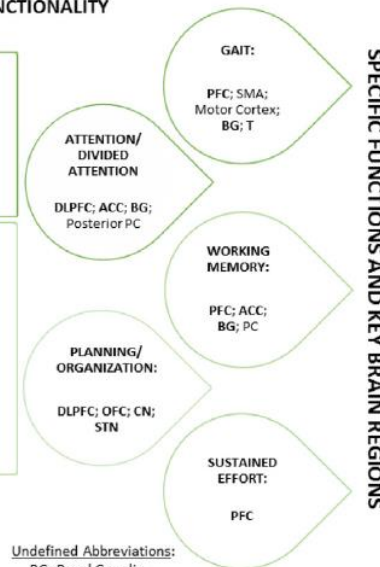 NCTIONALITY
GAIT:
PFC; SMA;
Motor Cortex;
BG; T
ATTENTION/
DIVIDED
ATTENTION
DLPFC; ACC; BG;
Posterior PC
WORKING
MEMORY:
PFC; ACC;
BG; PC
PLANNING/
ORGANIZATION:
DLPFC; OFC; CN;
STN
SUSTAINED
EFFORT:
PFC
SPECIFIC FUNCTIONS AND KEY BRAIN REGIONS
Undefined Abbreviations: